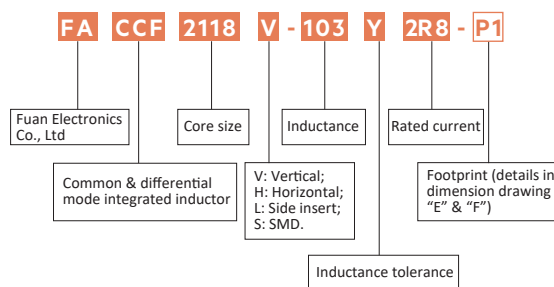 FA CCF 2118 V - 103 Y 2R8 - P1
Fuan Electronics
Co., Ltd
Core size
Inductance
Rated current
Common & differential
mode integrated inductor
V: Vertical;
H: Horizontal;
L: Side insert;
S: SMD.
Footprint (details in
dimension drawing
“E” & “F”)
Inductance tolerance